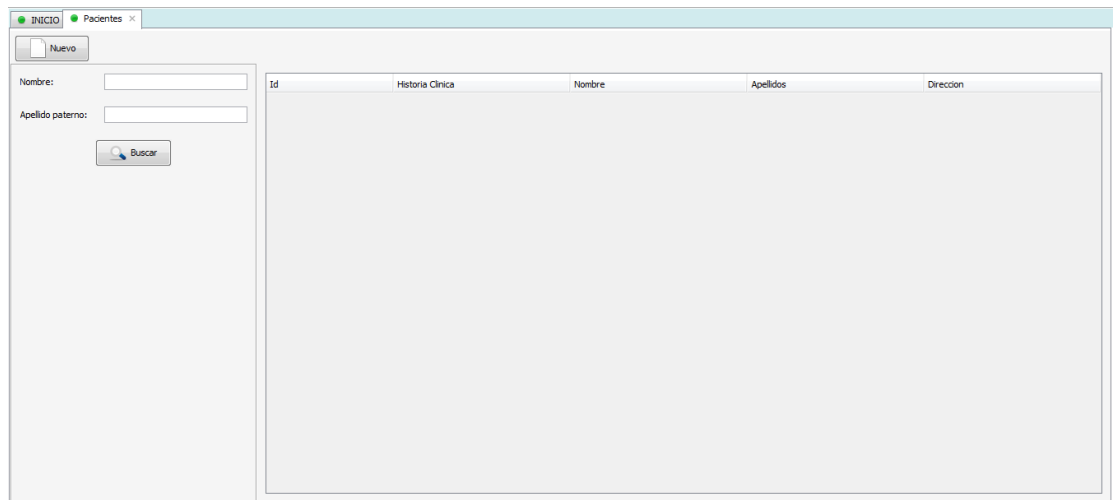 INICIO Pacientes
Nuevo
Nombre:
Apellido paterno:
Buscar
Id Historia Clinica Nombre Apellidos Direccion